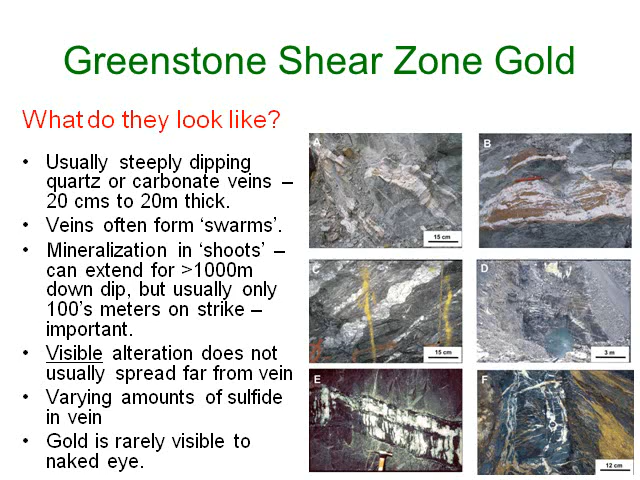 Greenstone Shear Zone Gold
What do they look like?
• Usually steeply dipping
quartz or carbonate veins –
20 cms to 20m thick.
• Veins often form ‘swarms’.
• Mineralization in ‘shoots’ –
can extend for >1000m
down dip, but usually only
100’s meters on strike –
important.
• Visible alteration does not
usually spread far from vein
• Varying amounts of sulfide
in vein
• Gold is rarely visible to
naked eye.
A
15 cm
B
C
15 cm
D
3 m
E
F
12 cm